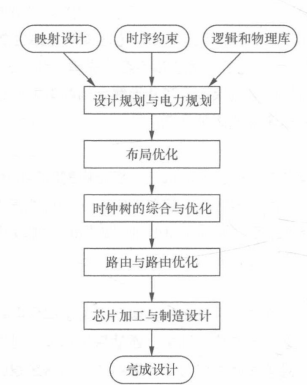 映射设计
时序约束
逻辑和物理库
设计规划与电力规划
布局优化
时钟树的综合与优化
路由与路由优化
芯片加工与制造设计
完成设计